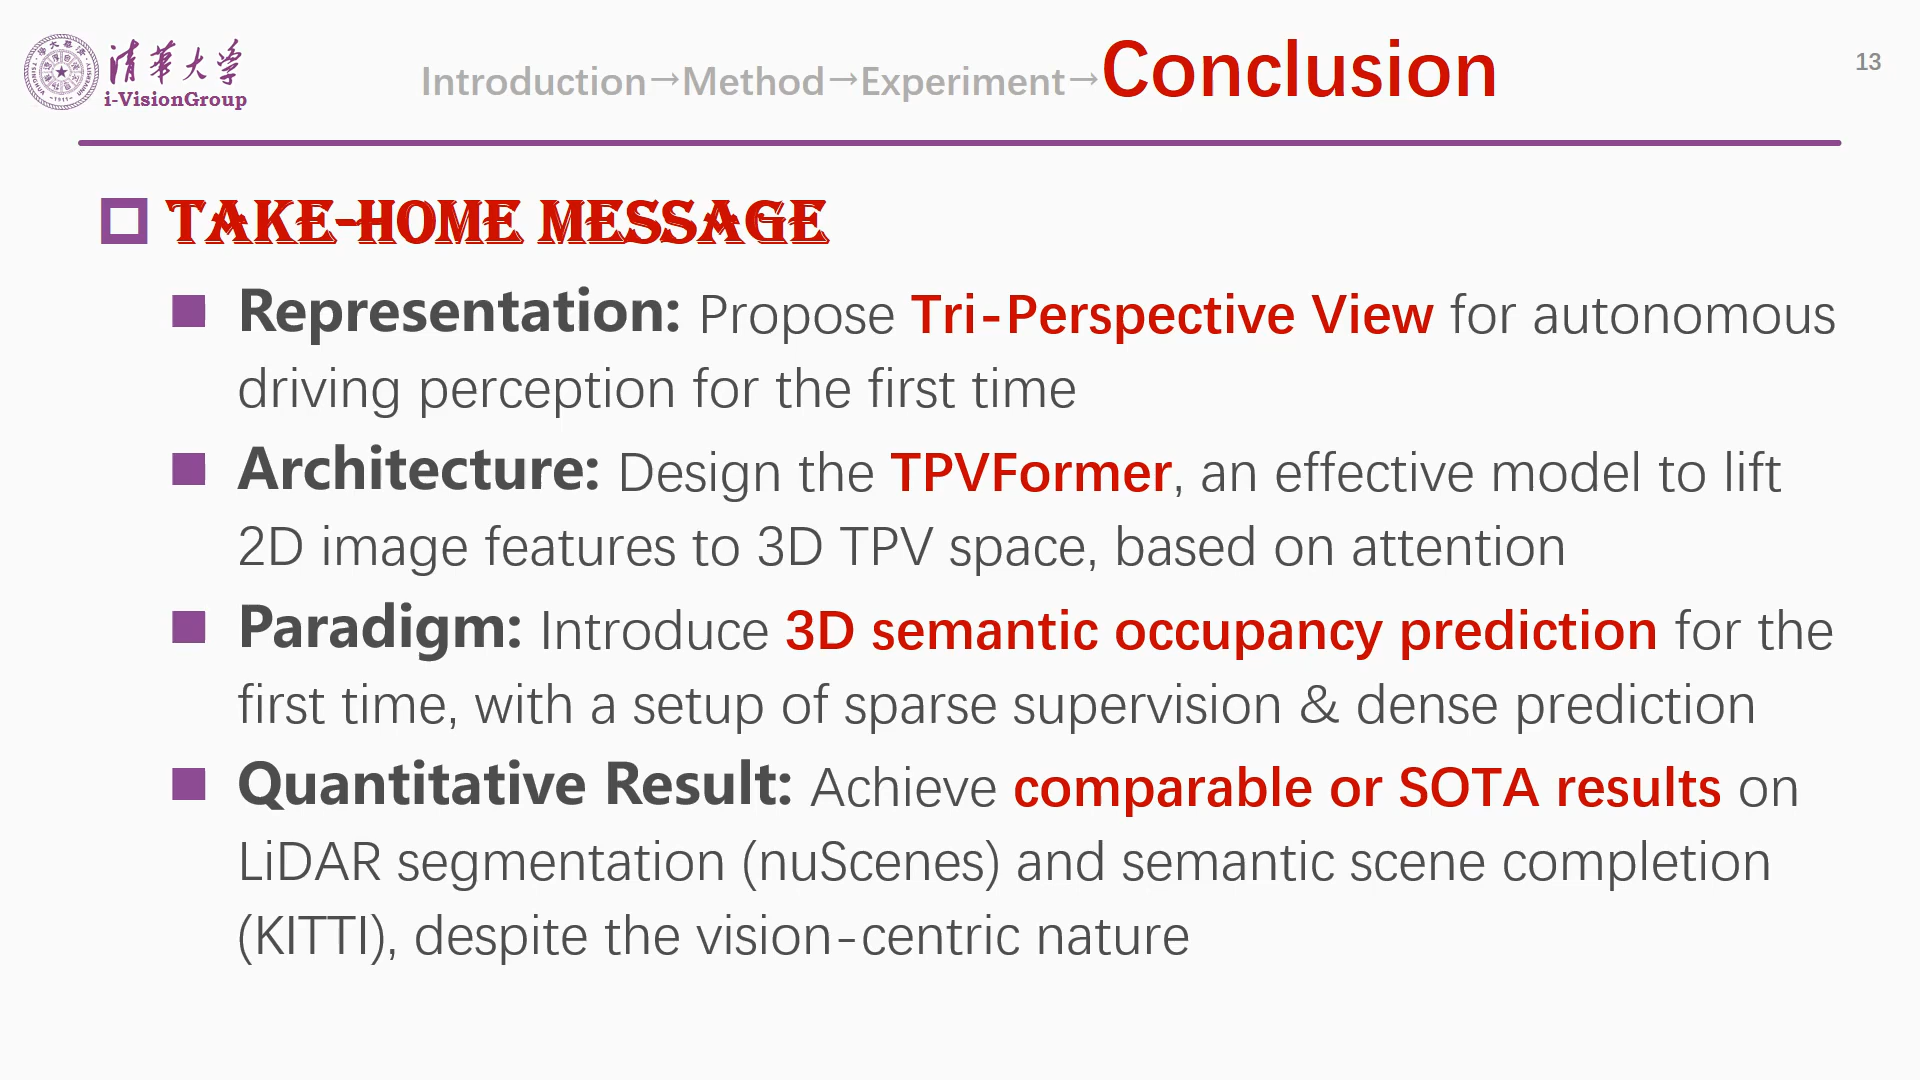 清华大学
i-VisionGroup
Introduction→Method→Experiment→Conclusion
13
TAKE-HOME MESSAGE
Representation: Propose Tri-Perspective View for autonomous
driving perception for the first time
Architecture: Design the TPVFormer, an effective model to lift
2D image features to 3D TPV space, based on attention
Paradigm: Introduce 3D semantic occupancy prediction for the
first time, with a setup of sparse supervision & dense prediction
Quantitative Result: Achieve comparable or SOTA results on
LiDAR segmentation (nuScenes) and semantic scene completion
(KITTI), despite the vision-centric nature